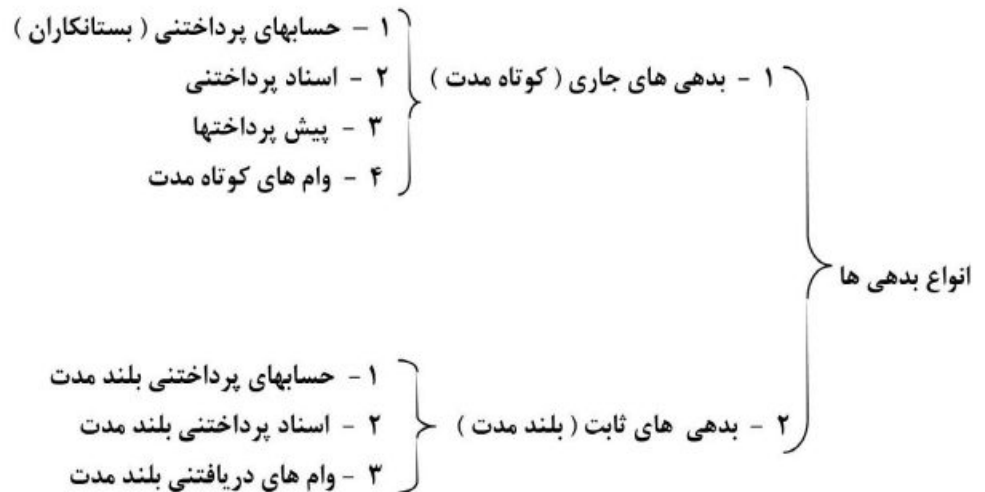 انواع بدهی ها
۱ - بدهی های جاری ( کوتاه مدت )
۱ - حسابهای پرداختنی ( بستانکاران )
۲ - اسناد پرداختنی
۳ - پیش پرداختها
۴ - وام های کوتاه مدت
۲ - بدهی های ثابت ( بلند مدت )
۱ - حسابهای پرداختنی بلند مدت
۲ - اسناد پرداختنی بلند مدت
۳ - وام های دریافتنی بلند مدت